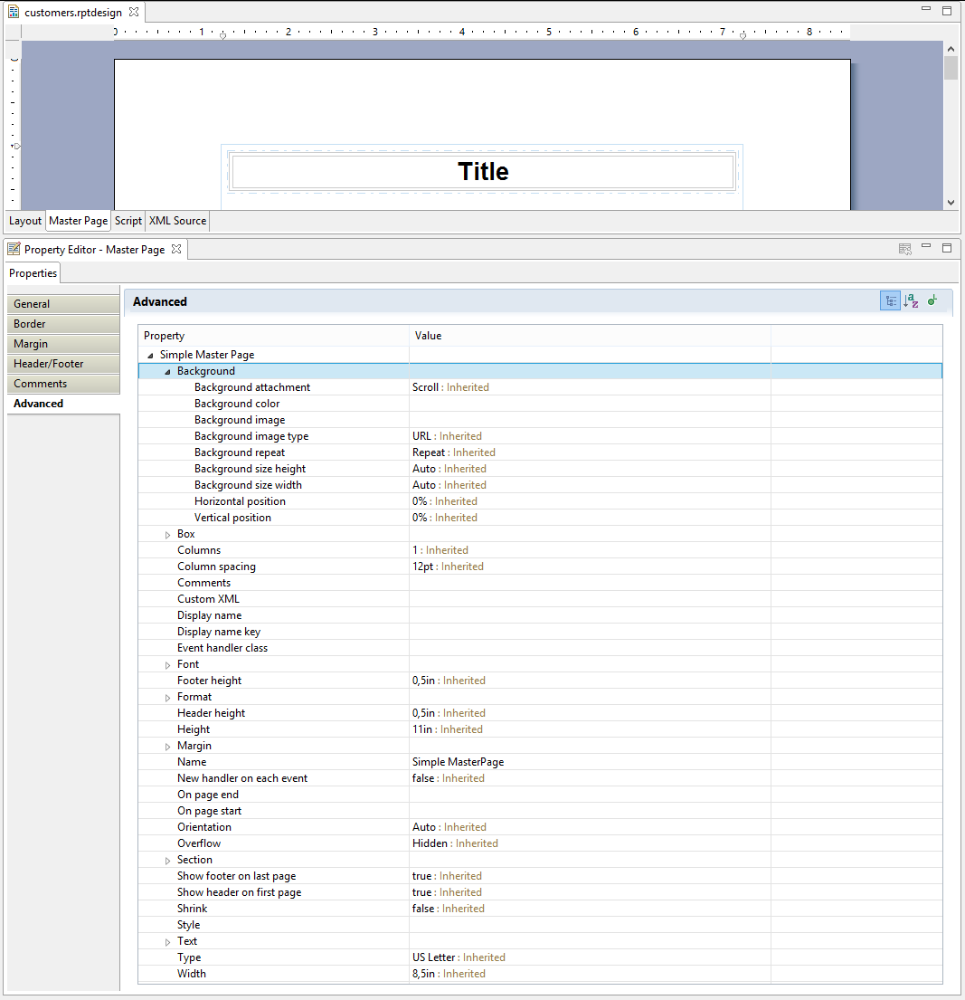 customers.rptdesign
0 1 2 3 4 5 6 7 8
Title
Layout Master Page Script XML Source
Property Editor - Master Page
Properties
General
Border
Margin
Header/Footer
Comments
Advanced
Advanced
Property Value
Simple Master Page
Background
Background attachment Scroll : Inherited
Background color
Background image
Background image type URL : Inherited
Background repeat Repeat : Inherited
Background size height Auto : Inherited
Background size width Auto : Inherited
Horizontal position 0% : Inherited
Vertical position 0% : Inherited
Box
Columns 1 : Inherited
Column spacing 12pt : Inherited
Comments
Custom XML
Display name
Display name key
Event handler class
Font
Footer height 0,5in : Inherited
Format
Header height 0,5in : Inherited
Height 11in : Inherited
Margin
Name Simple MasterPage
New handler on each event false : Inherited
On page end
On page start
Orientation Auto : Inherited
Overflow Hidden : Inherited
Section
Show footer on last page true : Inherited
Show header on first page true : Inherited
Shrink false : Inherited
Style
Text
Type US Letter : Inherited
Width 8,5in : Inherited